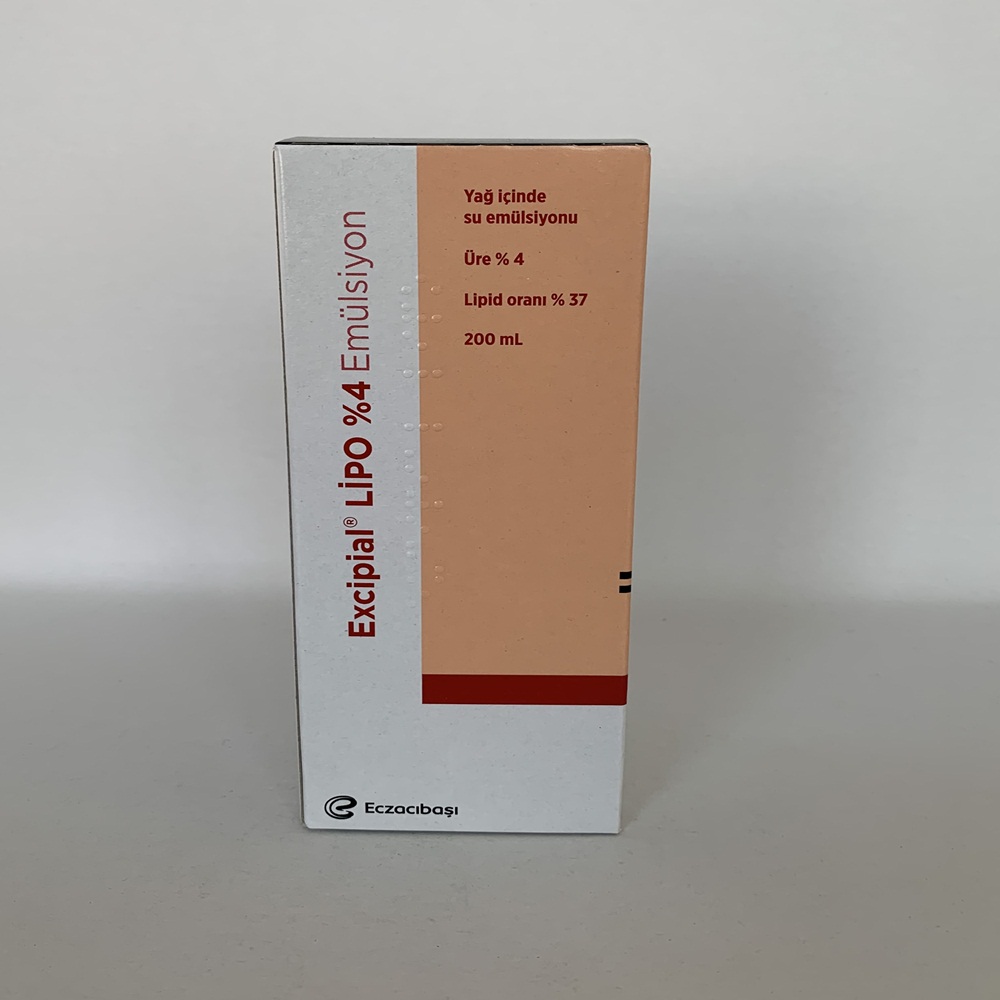 Excipial® LİPO %4 Emülsiyon
Yağ içinde
su emülsiyonu
Üre % 4
Lipid oranı % 37
200 mL
Eczacıbaşı